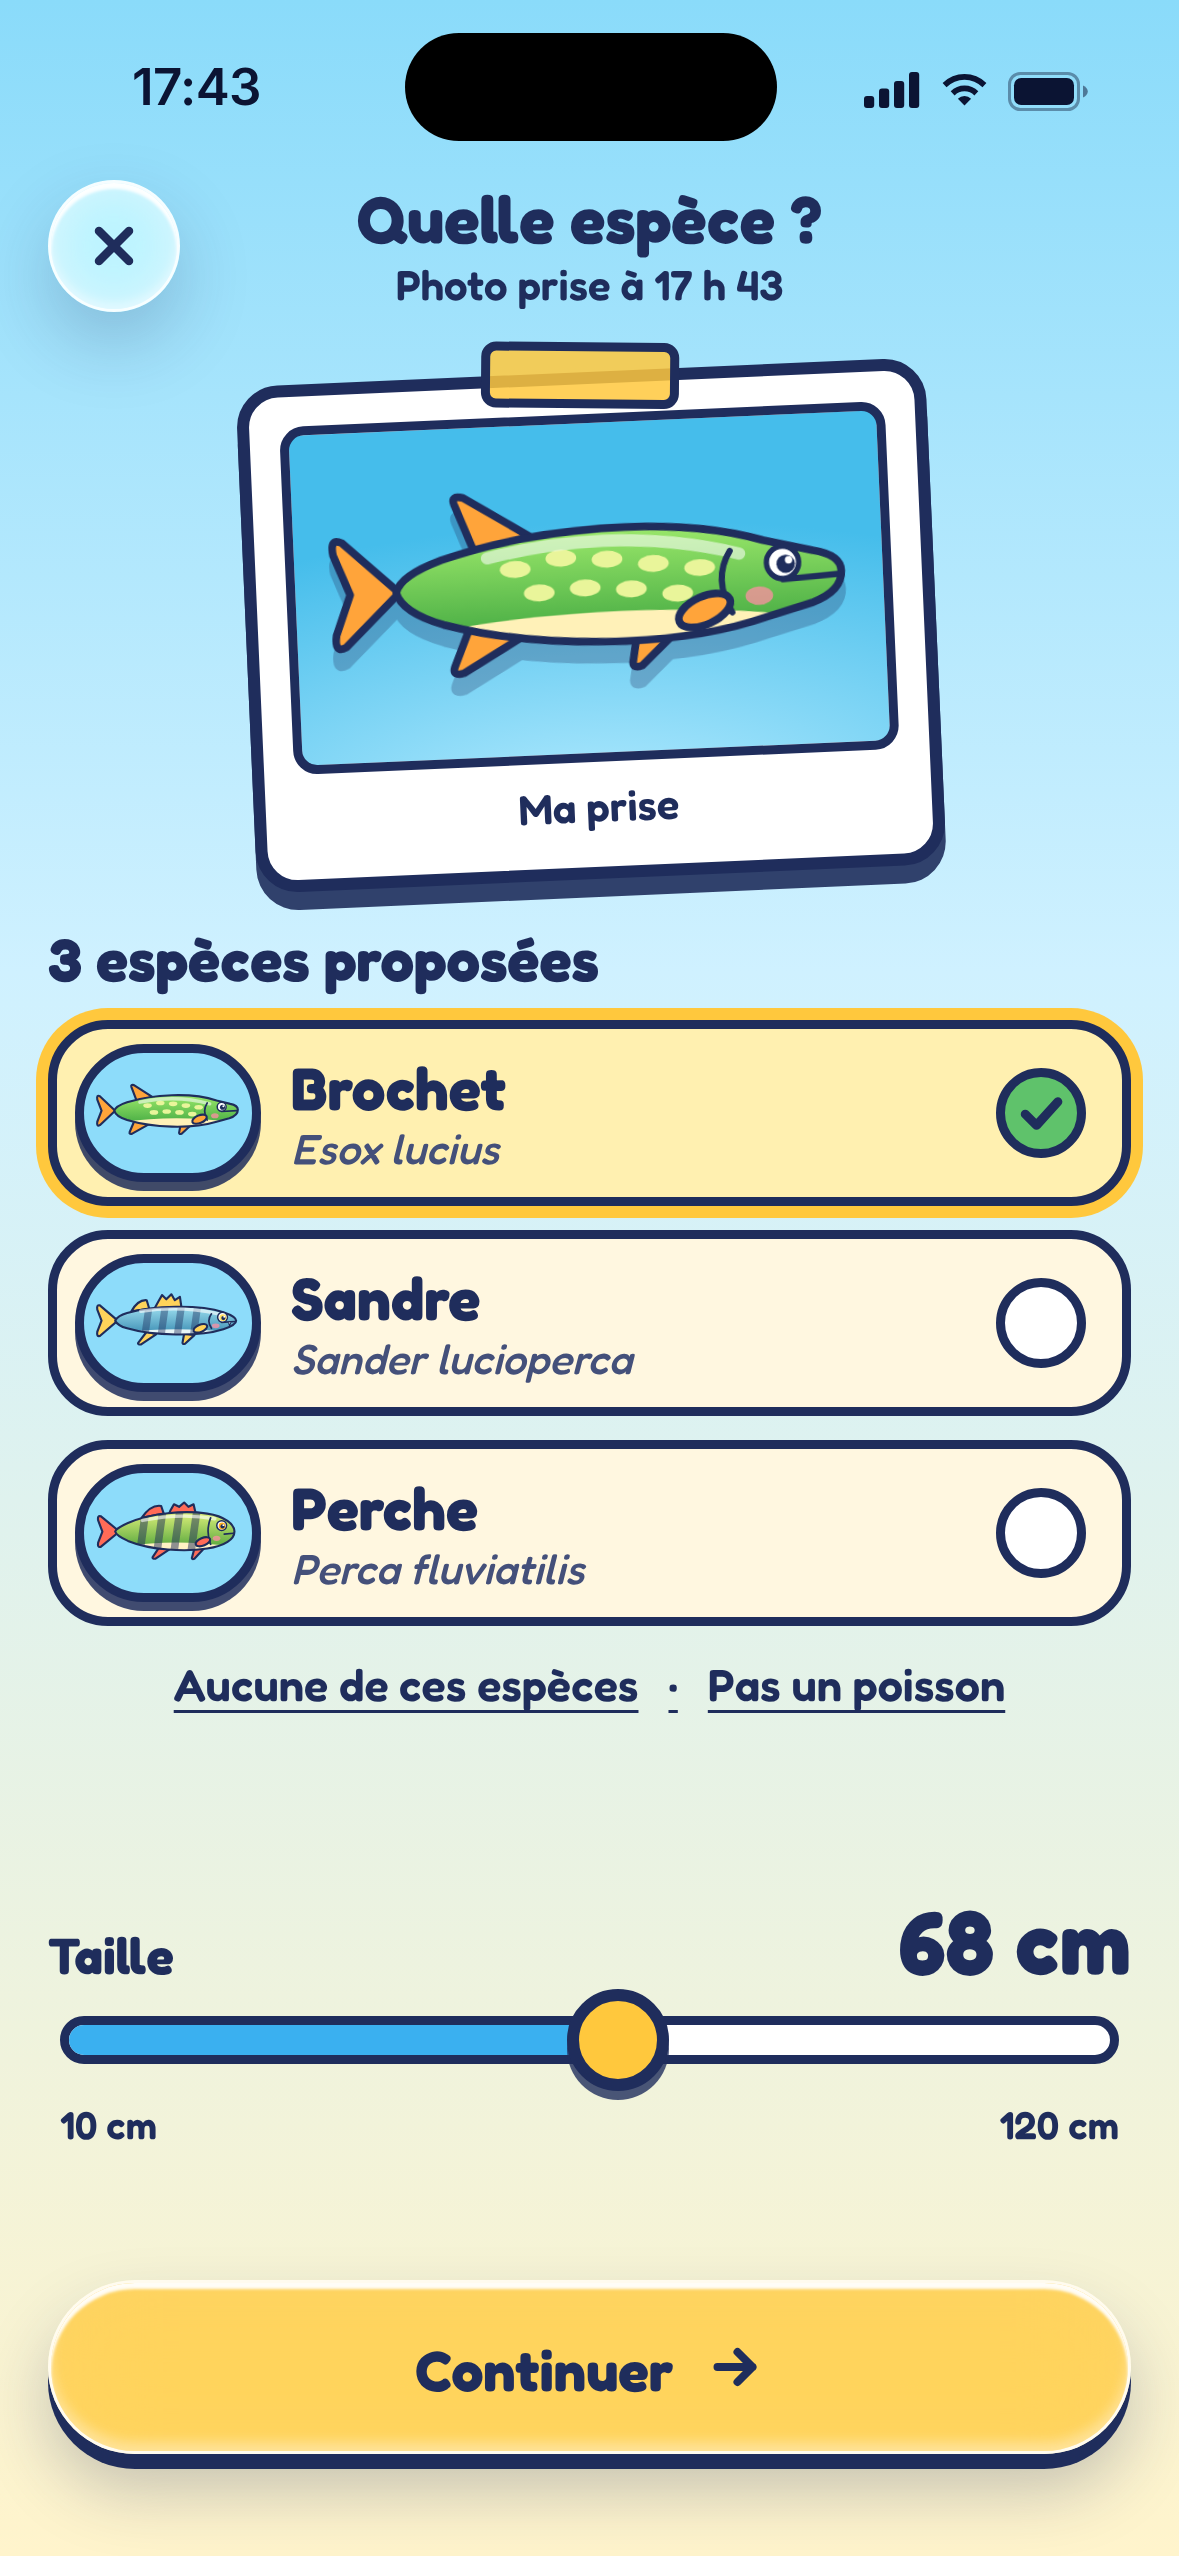 17:43
Quelle espèce ?
Photo prise à 17 h 43
Ma prise
3 espèces proposées
Brochet
Esox lucius
Sandre
Sander lucioperca
Perche
Perca fluviatilis
Aucune de ces espèces · Pas un poisson
Taille 68 cm
10 cm 120 cm
Continuer →